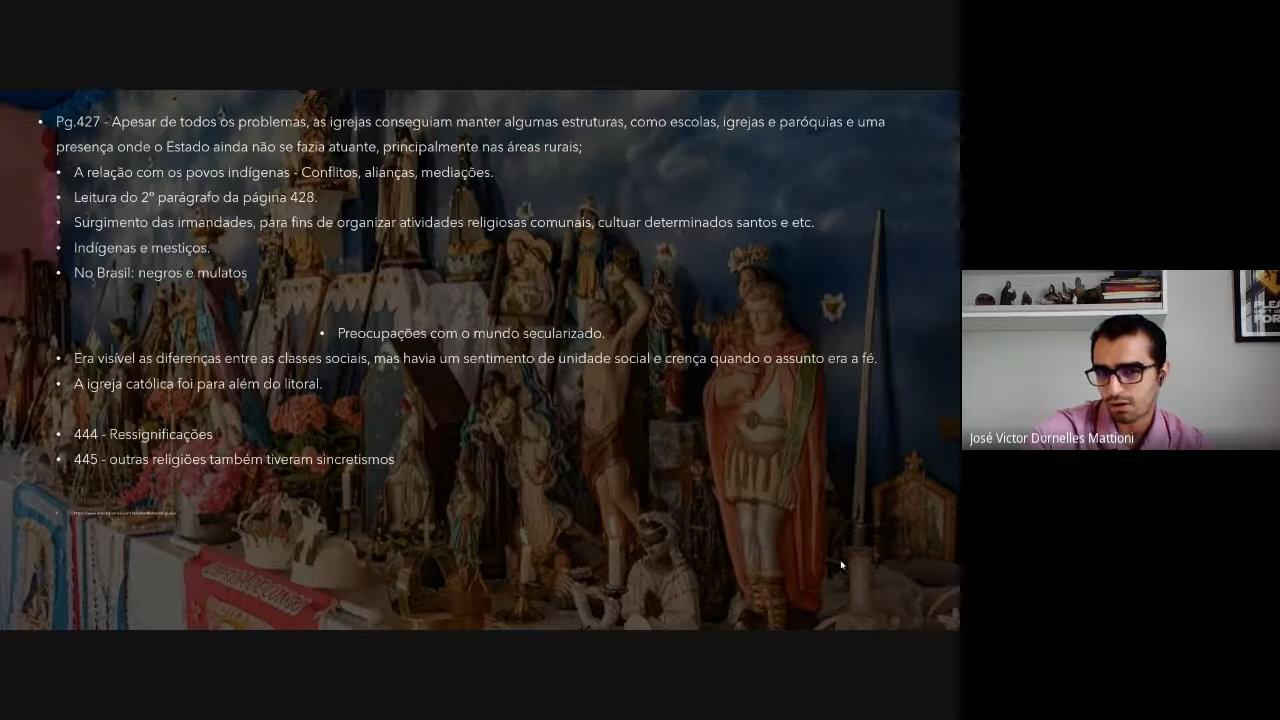 • Pg.427 - Apesar de todos os problemas, as igrejas conseguiam manter algumas estruturas, como escolas, igrejas e paróquias e uma
presença onde o Estado ainda não se fazia atuante, principalmente nas áreas rurais;
• A relação com os povos indígenas - Conflitos, alianças, mediações.
• Leitura do 2º parágrafo da página 428.
• Surgimento das irmandades, para fins de organizar atividades religiosas comunais, cultuar determinados santos e etc.
• Indígenas e mestiços.
• No Brasil: negros e mulatos
• Preocupações com o mundo secularizado.
• Era visível as diferenças entre as classes sociais, mas havia um sentimento de unidade social e crença quando o assunto era a fé.
• A igreja católica foi para além do litoral.
• 444 - Ressignificações
• 445 - outras religiões também tiveram sincretismos
José Victor Dornelles Mattioni